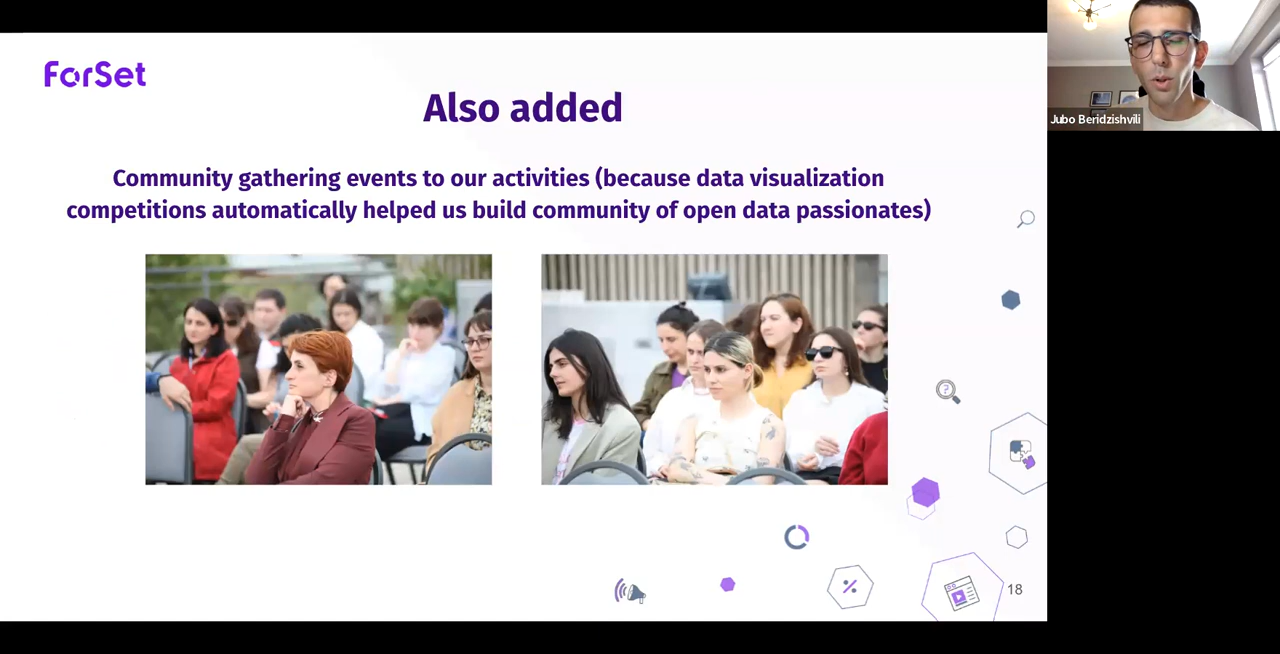 ForSet
Also added
Community gathering events to our activities (because data visualization
competitions automatically helped us build community of open data passionates)
?
%
18
Jubo Beridzishvili